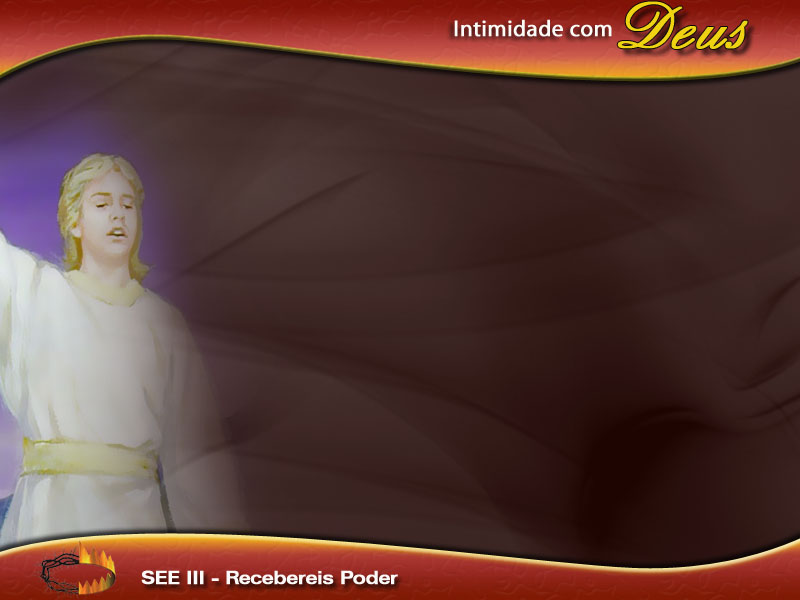 Intimidade com Deus
SEE III - Recebereis Poder